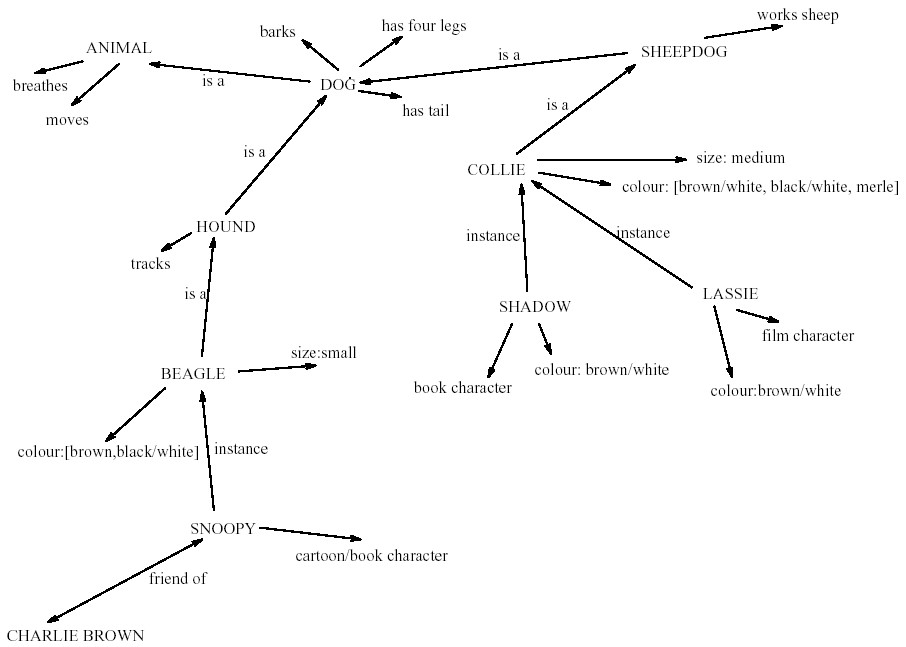 works sheep
has four legs
barks
ANIMAL
is a
SHEEPDOG
breathes
is a
DOG
has tail
moves
is a
is a
COLLIE
size: medium
colour: [brown/white, black/white, merle]
HOUND
instance
instance
tracks
is a
SHADOW
LASSIE
film character
size:small
BEAGLE
colour: brown/white
book character
colour:brown/white
colour:[brown,black/white]
instance
SNOOPY
cartoon/book character
friend of
CHARLIE BROWN